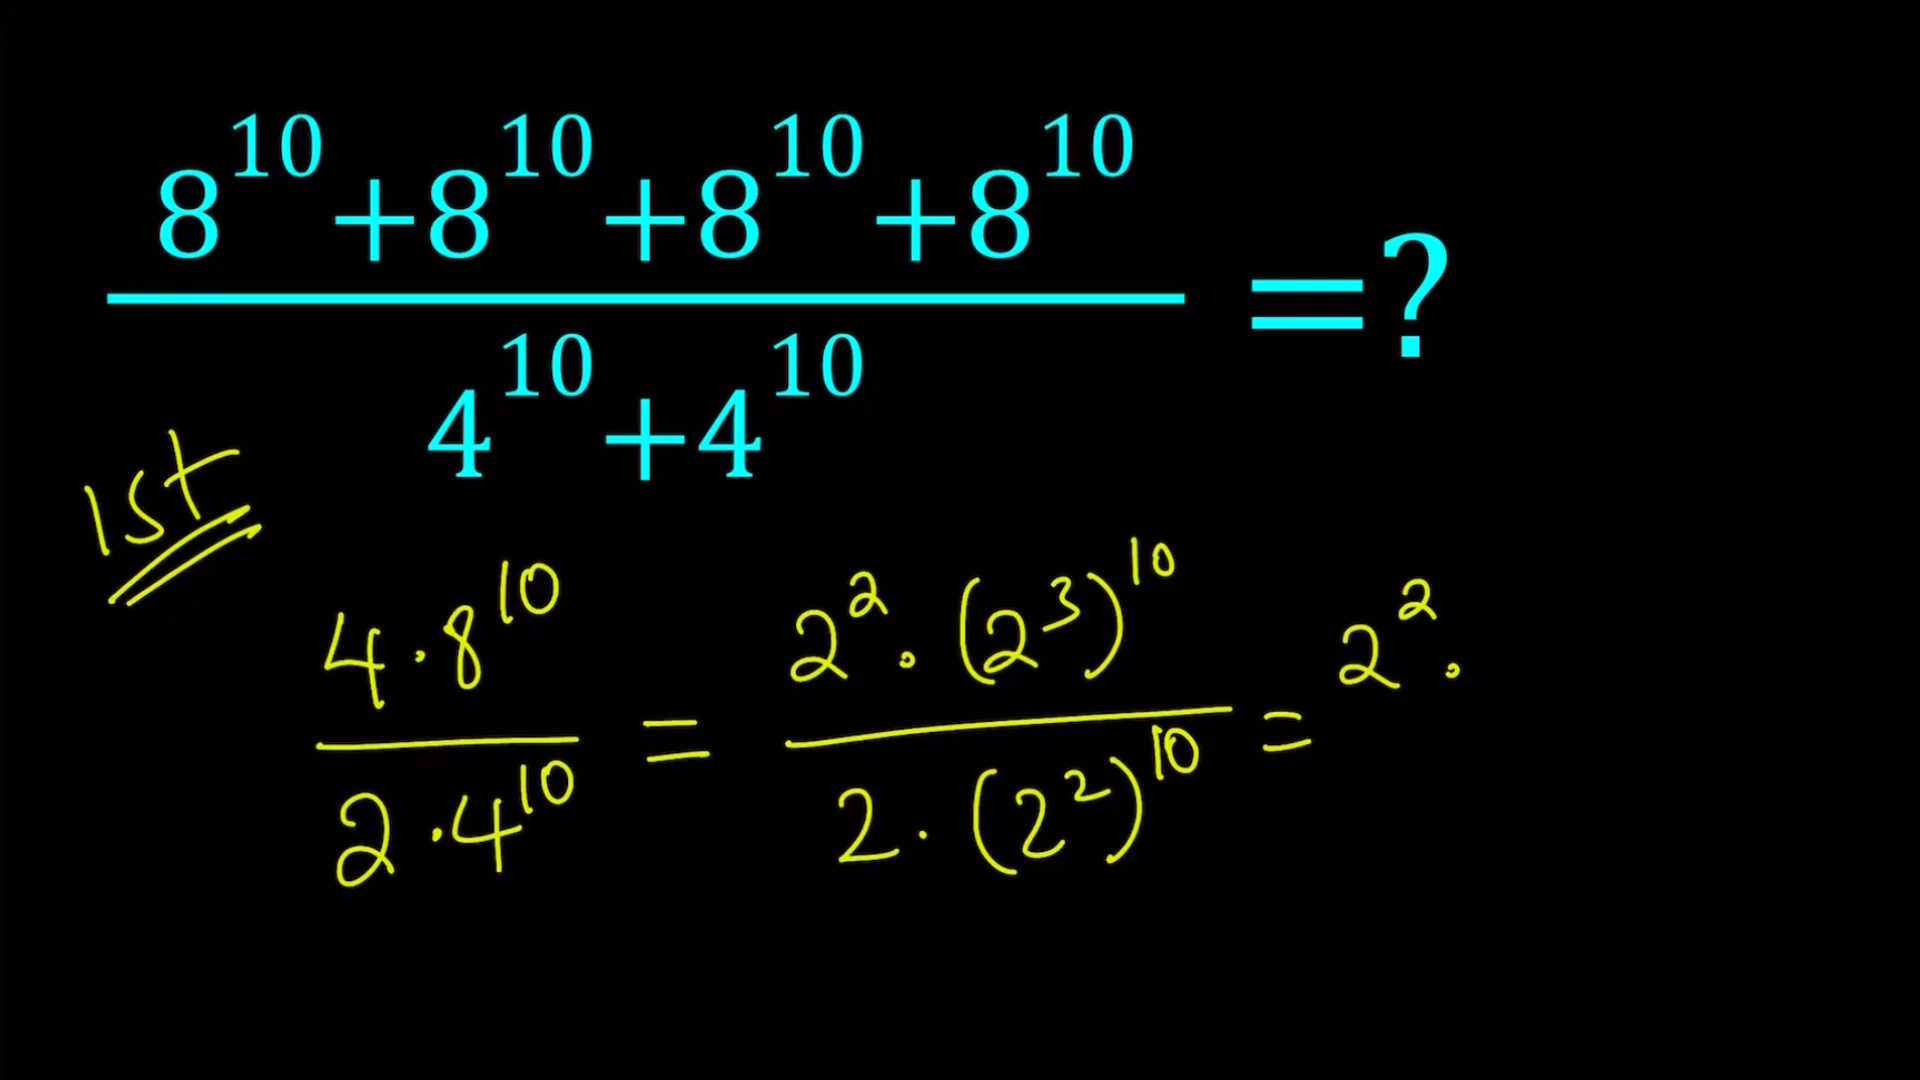 8^10+8^10+8^10+8^10
4^10+4^10
=?
1st
4·8^10 / 2·4^10 = 2^2·(2^3)^10 / 2·(2^2)^10 = 2^2·